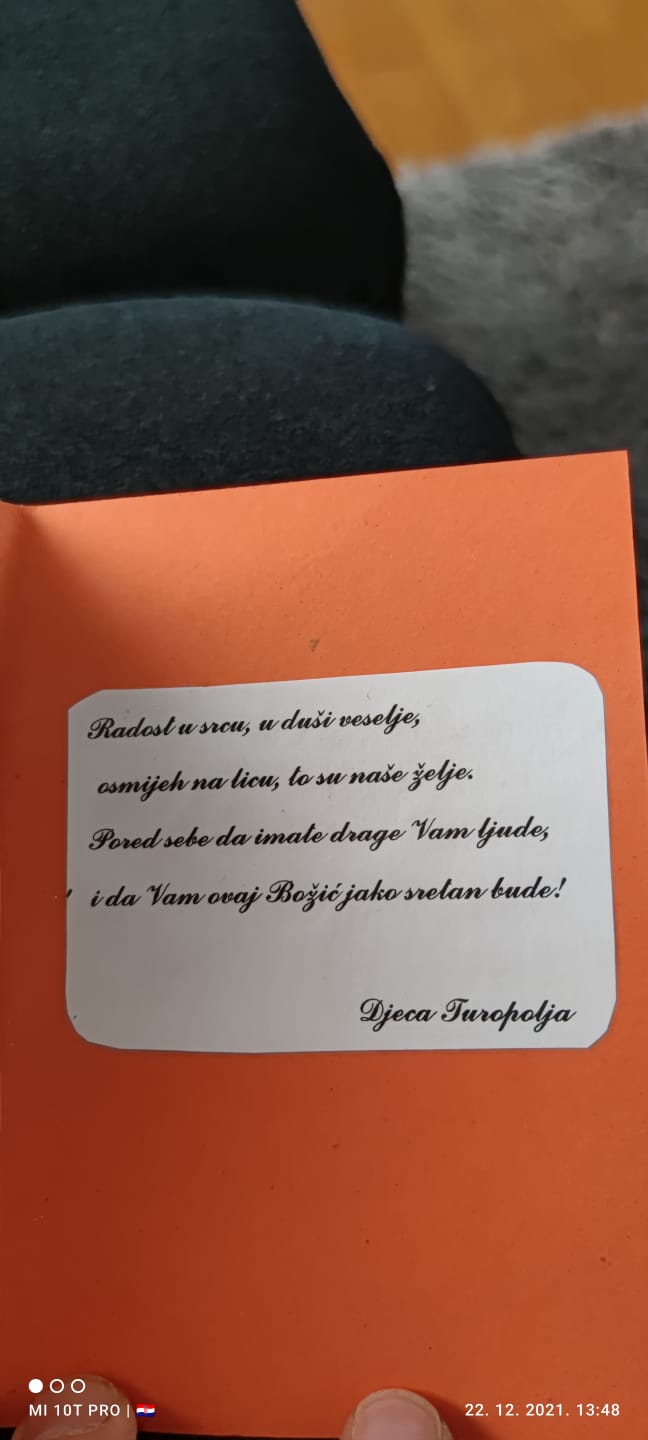 Radost u srcu, u duši veselje,
osmijeh na licu, to su naše želje.
Pored sebe da imate drage Vam ljude,
i da Vam ovaj Božić jako sretan bude!
Djeca Turopolja
MI 10T PRO | 🇭🇷
22. 12. 2021. 13:48